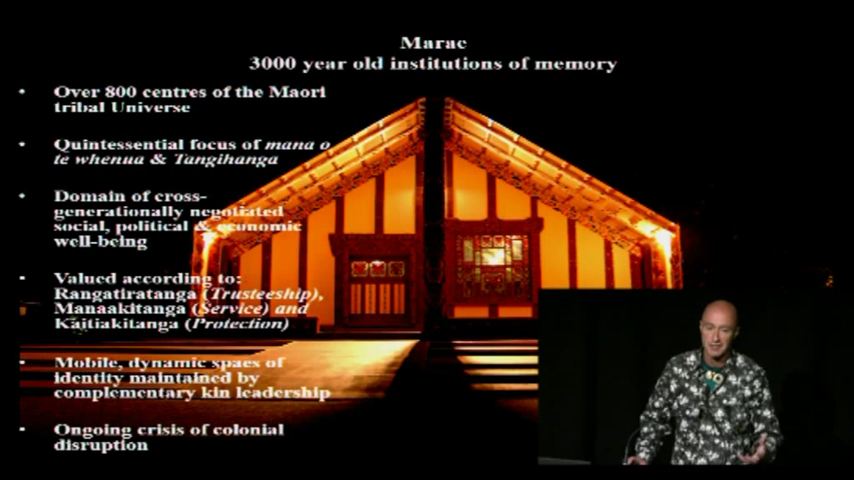 Marae
3000 year old institutions of memory
• Over 800 centres of the Maori
tribal Universe
• Quintessential focus of mana o
te whenua & Tangihanga
• Domain of cross-
generationally negotiated
social, political & economic
well-being
• Valued according to:
Rangatiratanga (Trusteeship),
Manaakitanga (Service) and
Kaitiakitanga (Protection)
• Mobile, dynamic spaes of
identity maintained by
complementary kin leadership
• Ongoing crisis of colonial
disruption